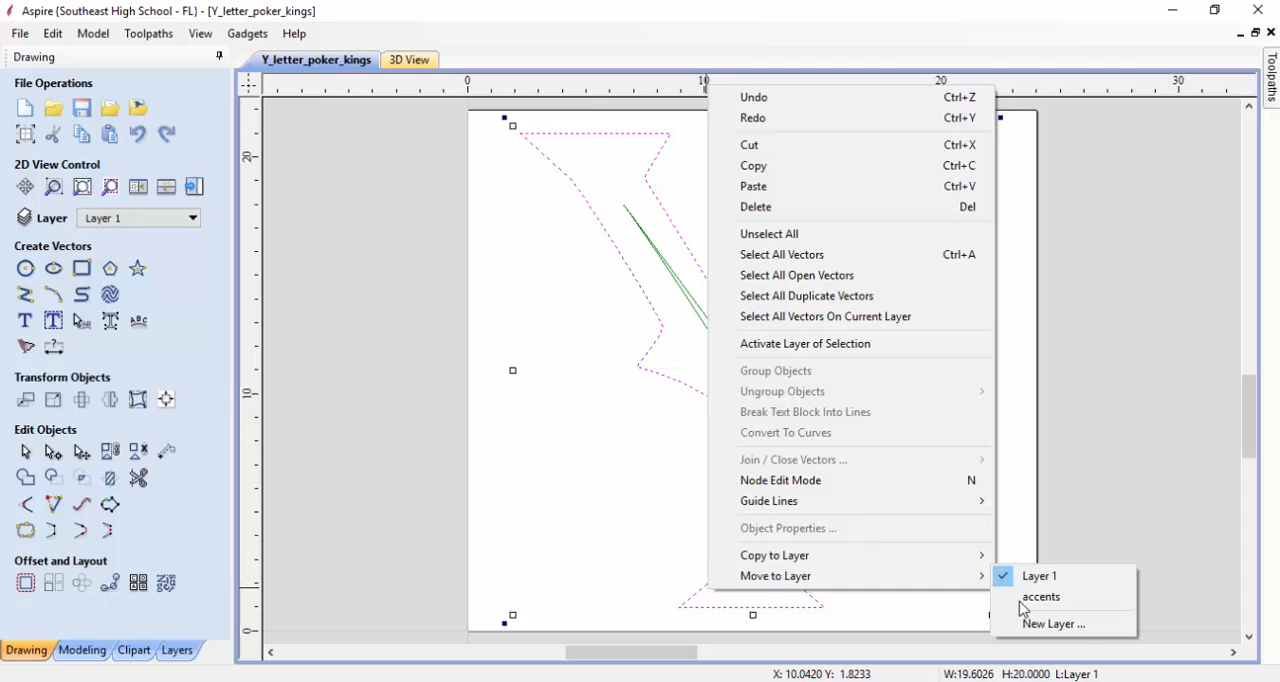 Aspire {Southeast High School - FL} - [Y_letter_poker_kings]
File Edit Model Toolpaths View Gadgets Help
Drawing
Y_letter_poker_kings
3D View
Toolpaths
File Operations
2D View Control
Layer Layer 1
Create Vectors
Transform Objects
Edit Objects
Offset and Layout
Drawing Modeling Clipart Layers
0 10 20 30
20
10
0
Undo Ctrl+Z
Redo Ctrl+Y
Cut Ctrl+X
Copy Ctrl+C
Paste Ctrl+V
Delete Del
Unselect All
Select All Vectors Ctrl+A
Select All Open Vectors
Select All Duplicate Vectors
Select All Vectors On Current Layer
Activate Layer of Selection
Group Objects
Ungroup Objects
Break Text Block Into Lines
Convert To Curves
Join / Close Vectors ...
Node Edit Mode N
Guide Lines
Object Properties ...
Copy to Layer
Move to Layer
Layer 1
accents
New Layer ...
X: 10.0420 Y: 1.8233
W:19.6026 H:20.0000 L:Layer 1